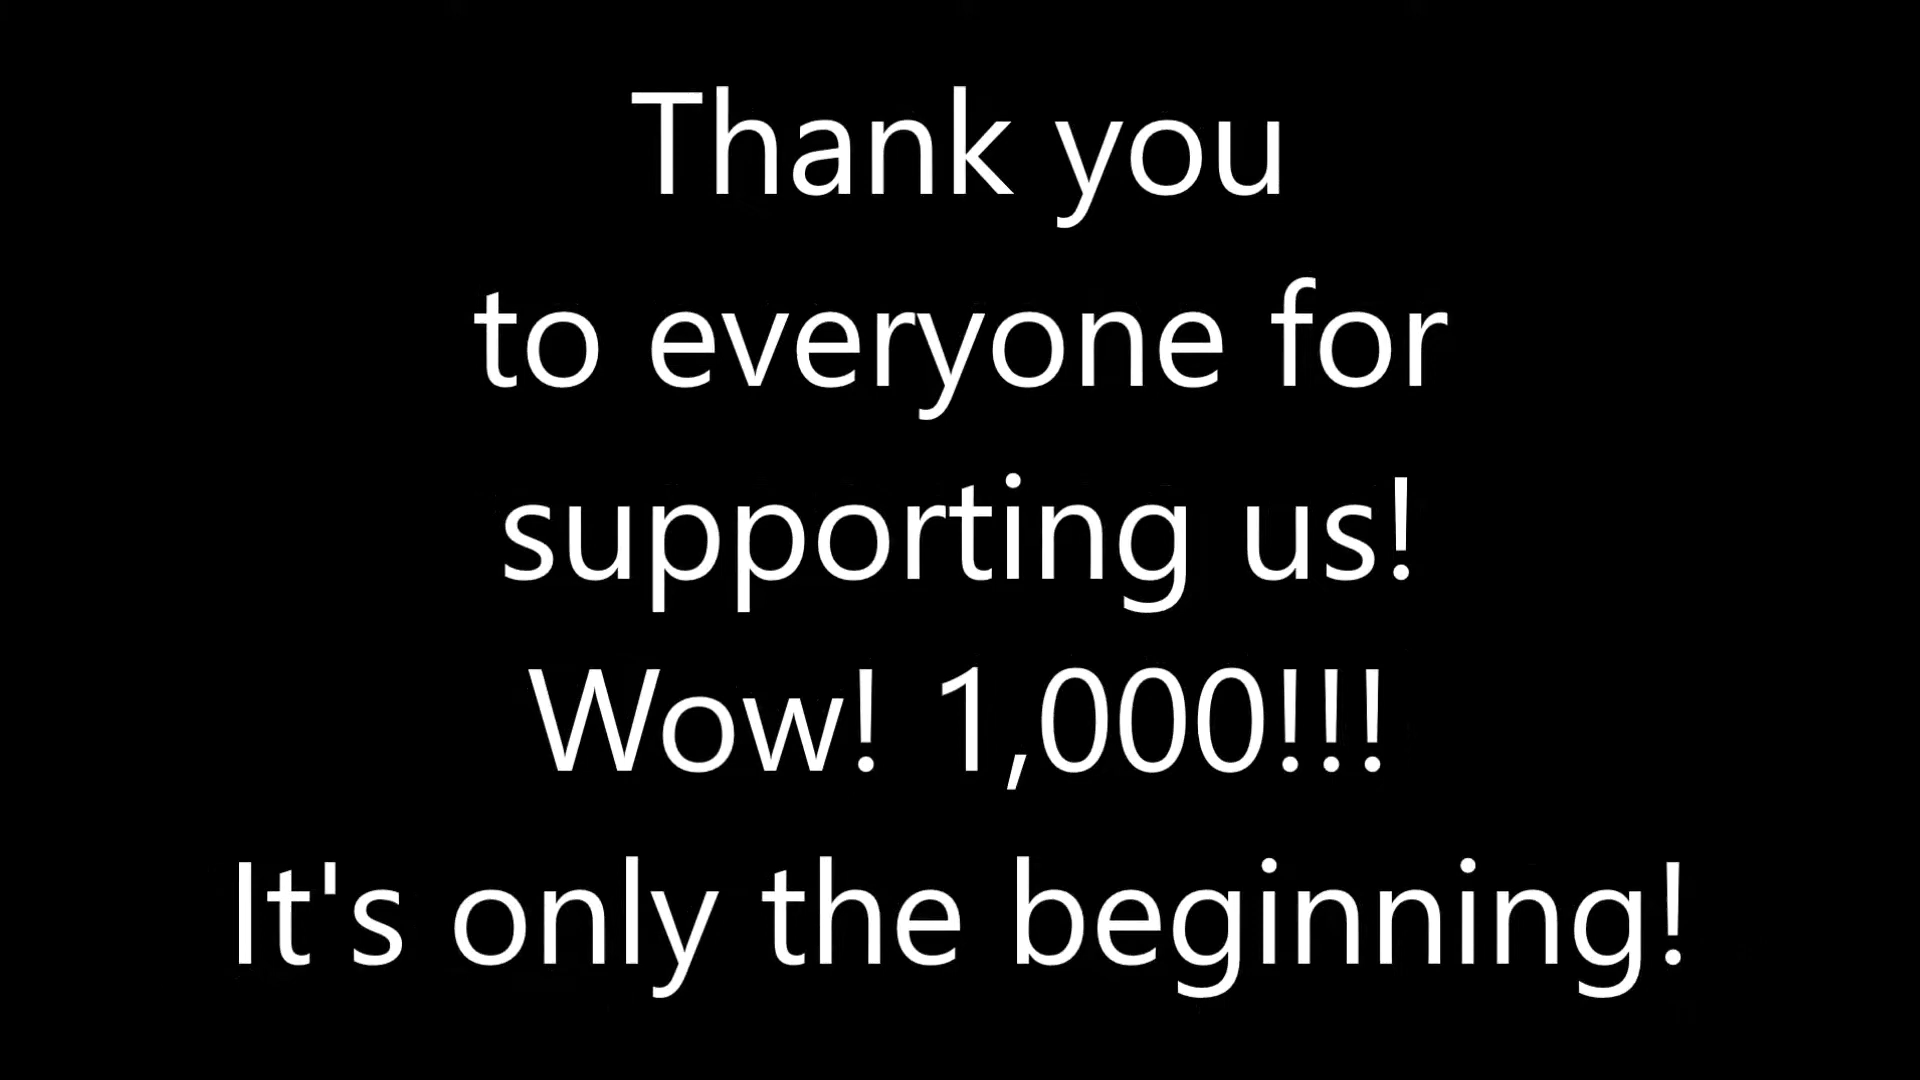 Thank you
to everyone for
supporting us!
Wow! 1,000!!!
It's only the beginning!